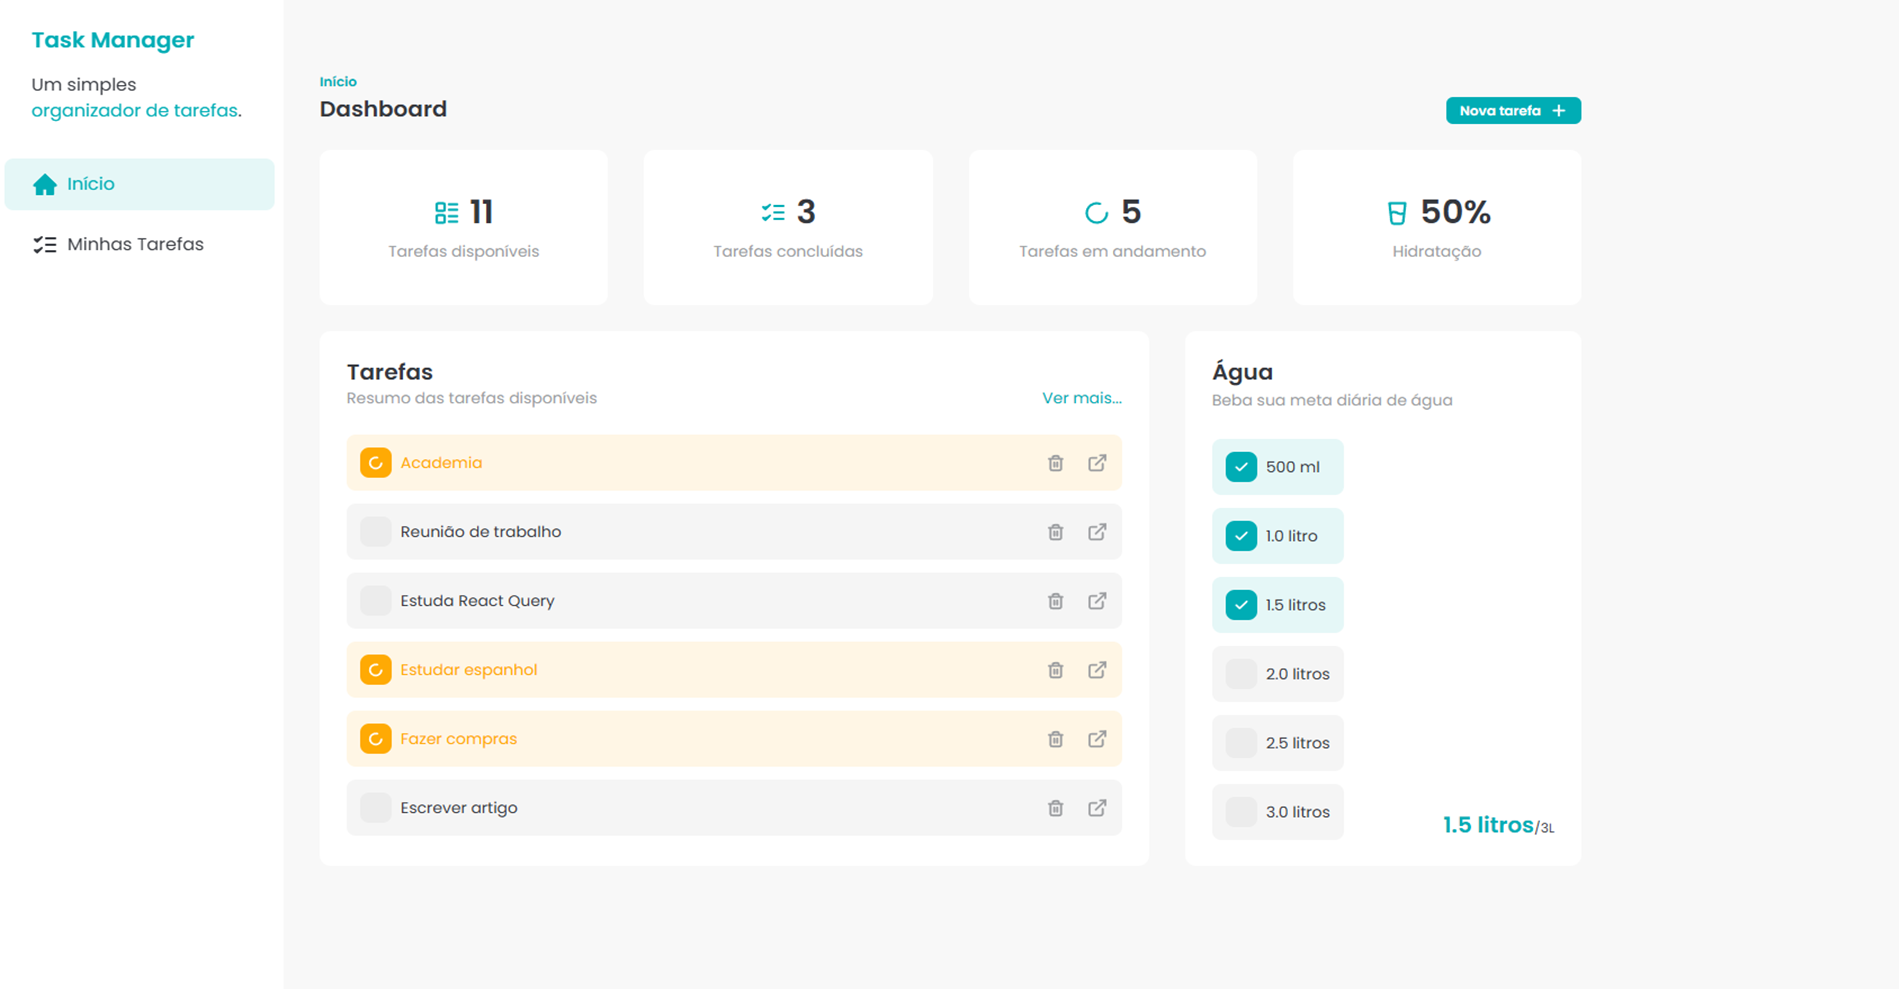 Task Manager
Um simples
organizador de tarefas.
Início
Minhas Tarefas
Início
Dashboard
Nova tarefa +
11
Tarefas disponíveis
3
Tarefas concluídas
5
Tarefas em andamento
50%
Hidratação
Tarefas
Resumo das tarefas disponíveis
Ver mais...
Academia
Reunião de trabalho
Estuda React Query
Estudar espanhol
Fazer compras
Escrever artigo
Água
Beba sua meta diária de água
500 ml
1.0 litro
1.5 litros
2.0 litros
2.5 litros
3.0 litros
1.5 litros/3L